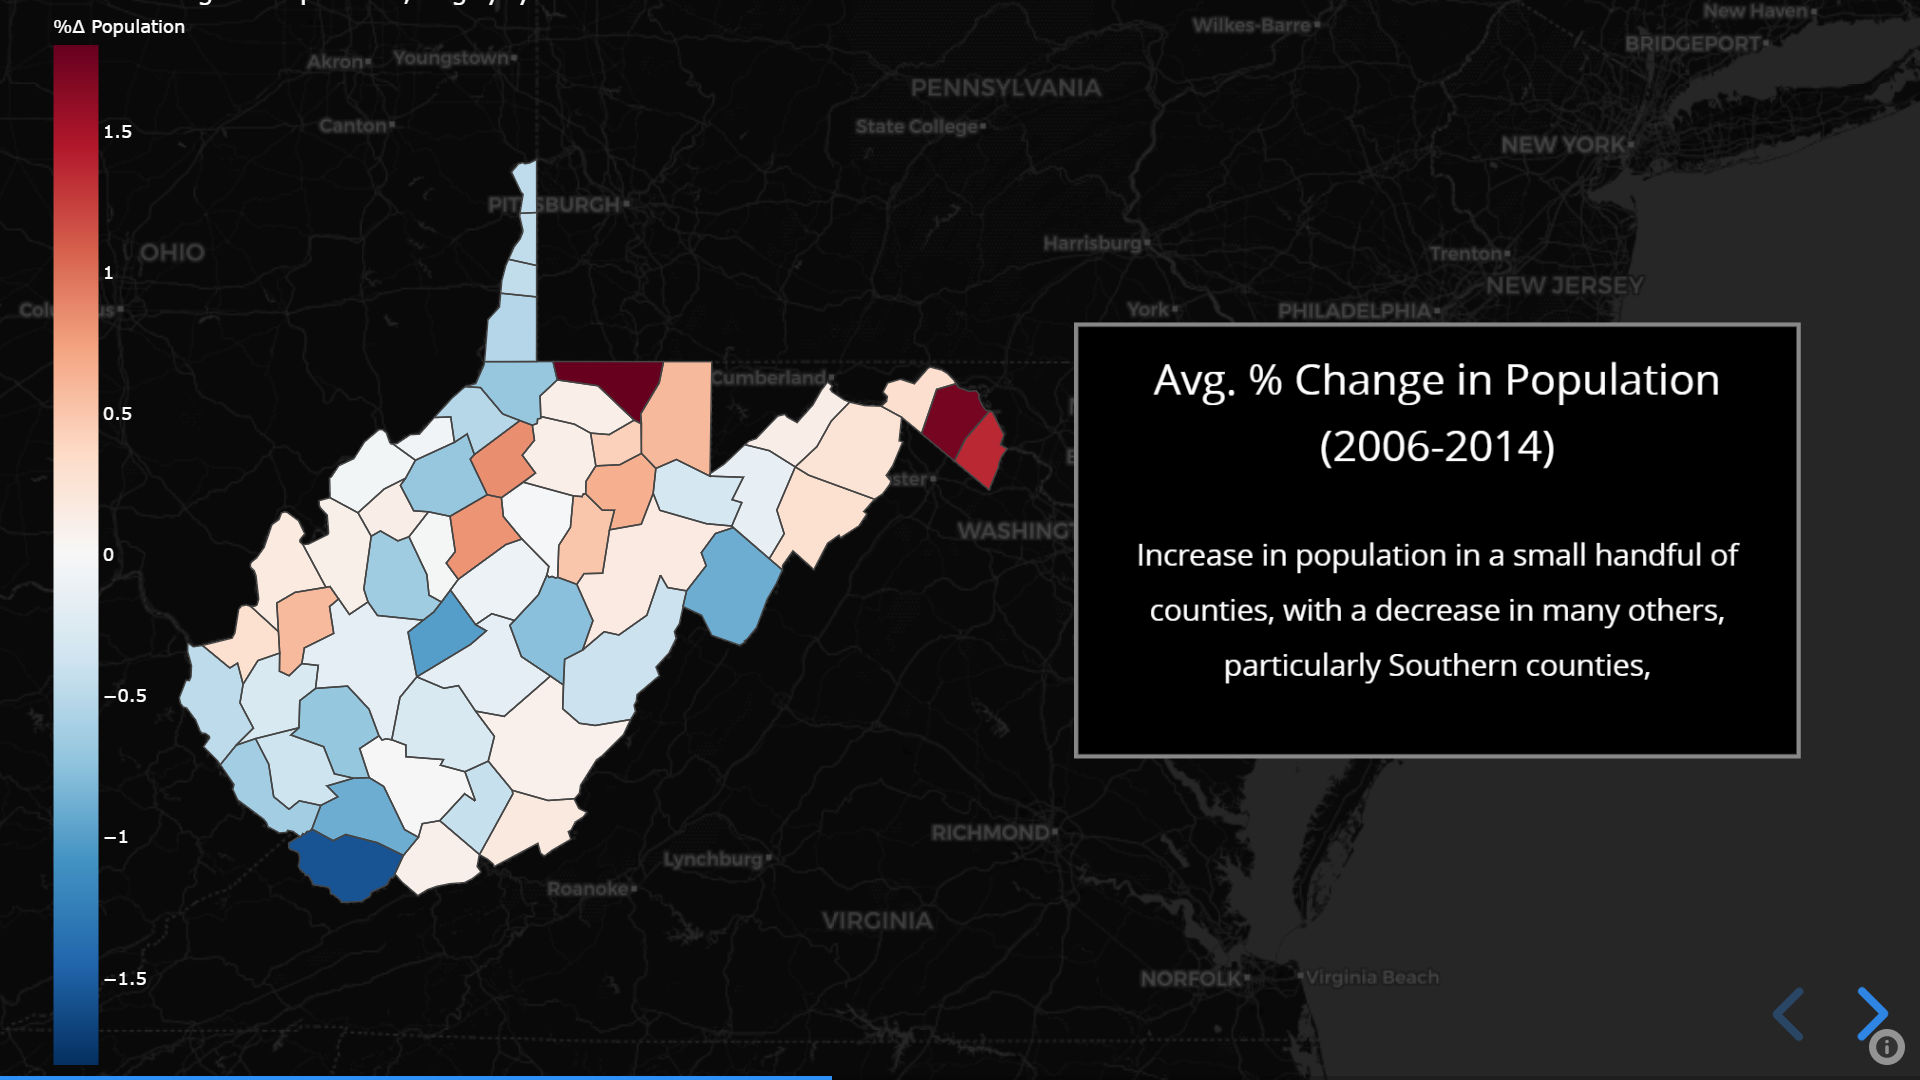 %Δ Population
1.5
1
0.5
0
−0.5
−1
−1.5
Wilkes-Barre
New Haven
BRIDGEPORT
Akron
Youngstown
PENNSYLVANIA
Canton
State College
NEW YORK
PITTSBURGH
OHIO
Harrisburg
Trenton
NEW JERSEY
York
PHILADELPHIA
Cumberland
WASHINGT
RICHMOND
Lynchburg
Roanoke
VIRGINIA
NORFOLK
Virginia Beach
Avg. % Change in Population
(2006-2014)
Increase in population in a small handful of
counties, with a decrease in many others,
particularly Southern counties,